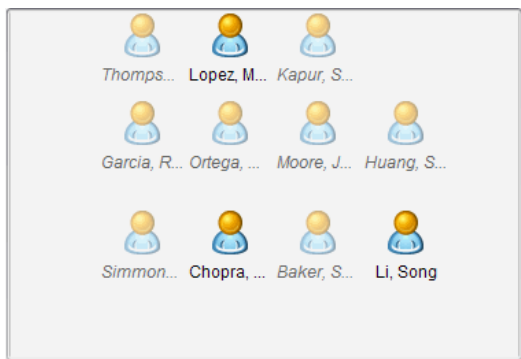 Thomps... Lopez, M... Kapur, S...
Garcia, R... Ortega, ... Moore, J... Huang, S...
Simmon... Chopra, ... Baker, S... Li, Song